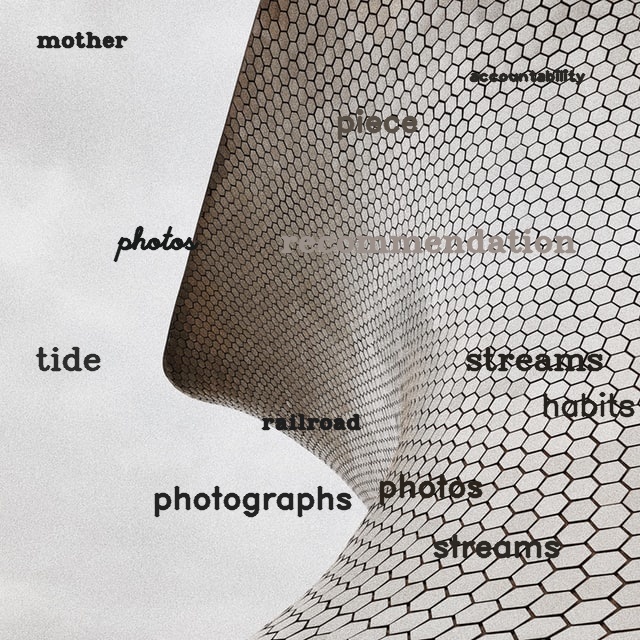 mother
accountability
piece
photos
recommendation
tide
streams
habits
railroad
photos
photographs
streams